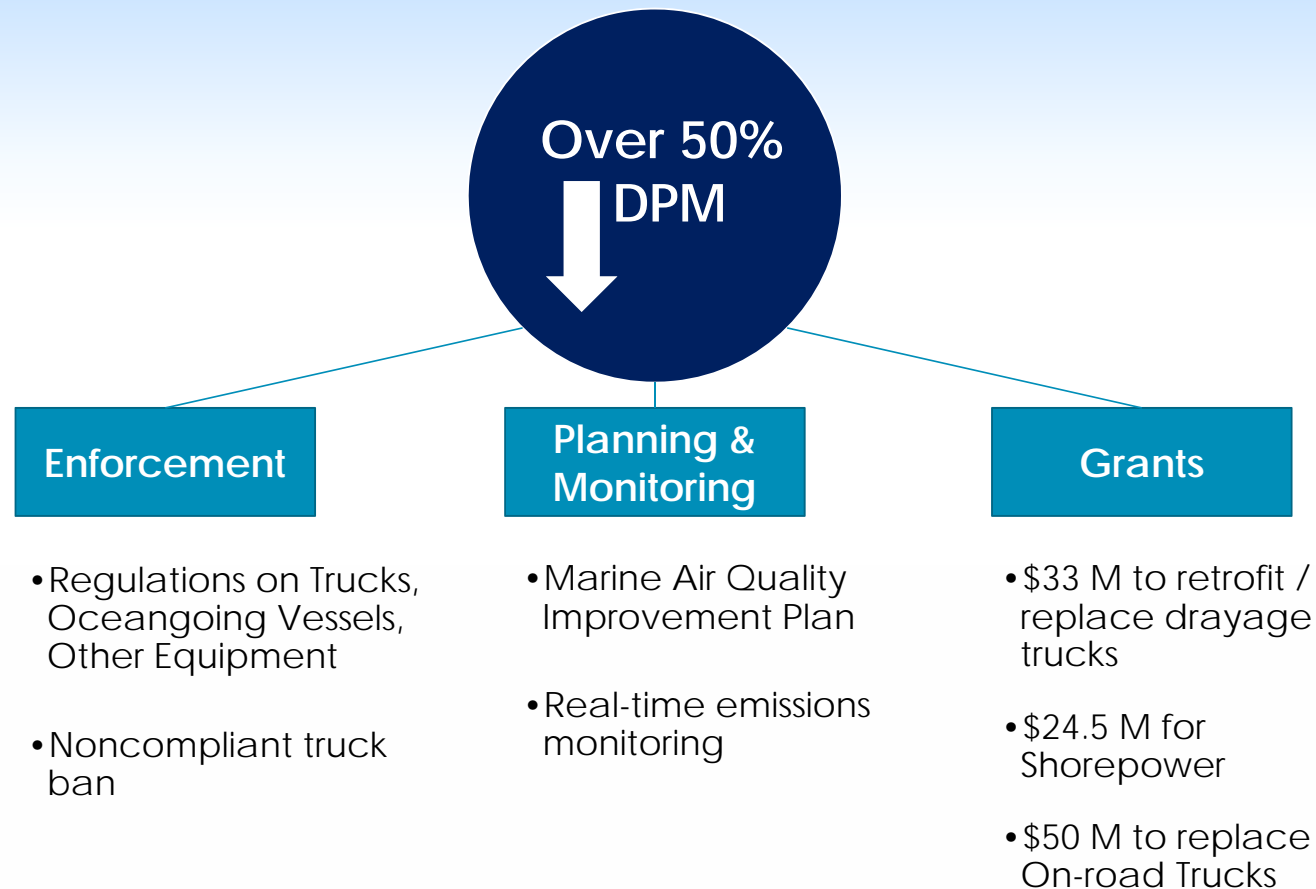 Over 50%
DPM
Enforcement
•Regulations on Trucks,
Oceangoing Vessels,
Other Equipment
•Noncompliant truck
ban
Planning &
Monitoring
•Marine Air Quality
Improvement Plan
•Real-time emissions
monitoring
Grants
•$33 M to retrofit /
replace drayage
trucks
•$24.5 M for
Shorepower
•$50 M to replace
On-road Trucks